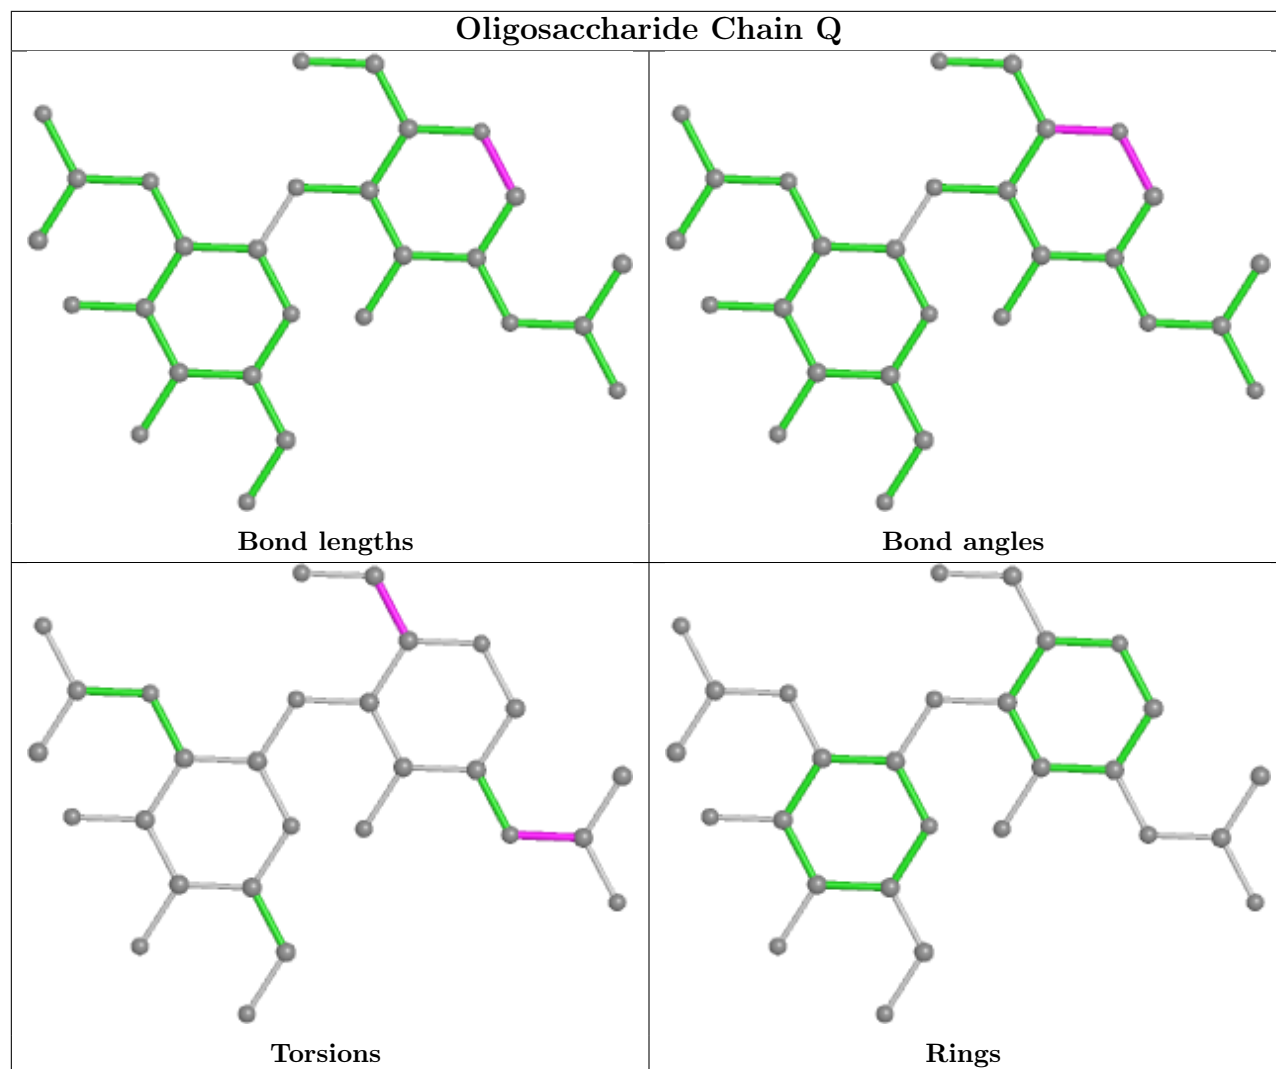 Oligosaccharide Chain Q
Bond lengths
Bond angles
Torsions
Rings